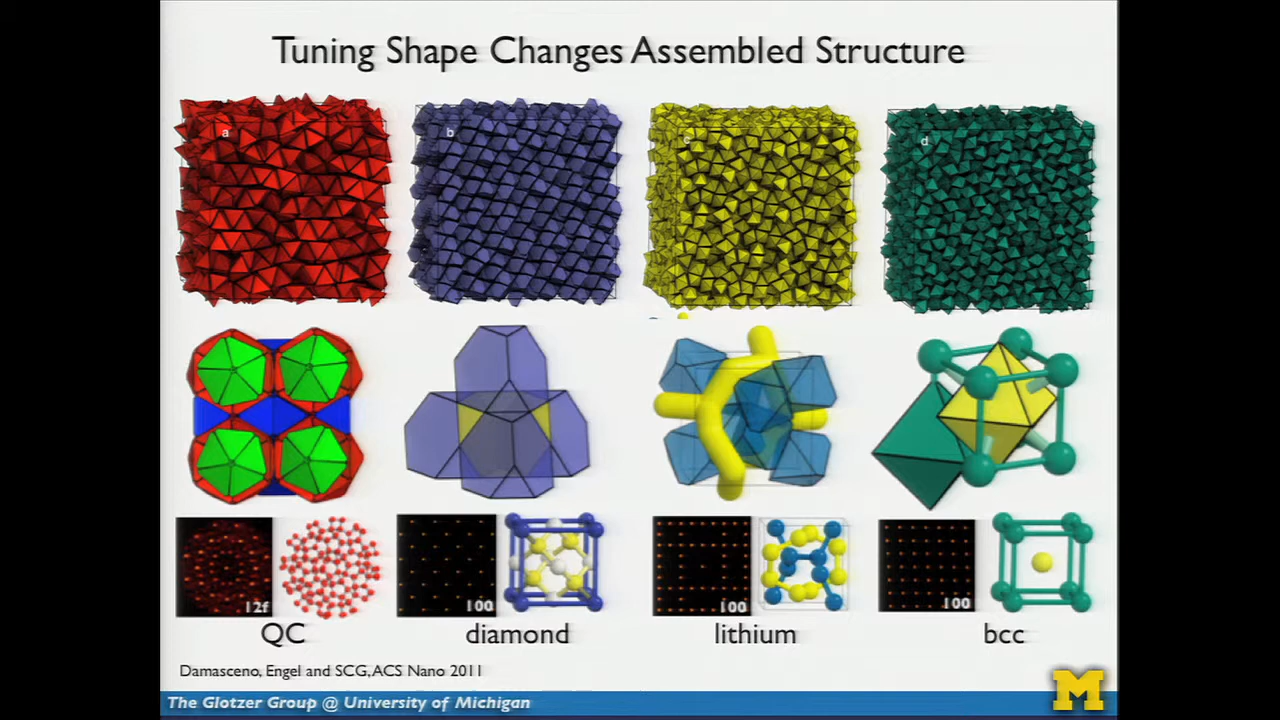 Tuning Shape Changes Assembled Structure
a
b
c
d
12f
100
100
100
QC
diamond
lithium
bcc
Damasceno, Engel and SCG, ACS Nano 2011
The Glotzer Group @ University of Michigan
M